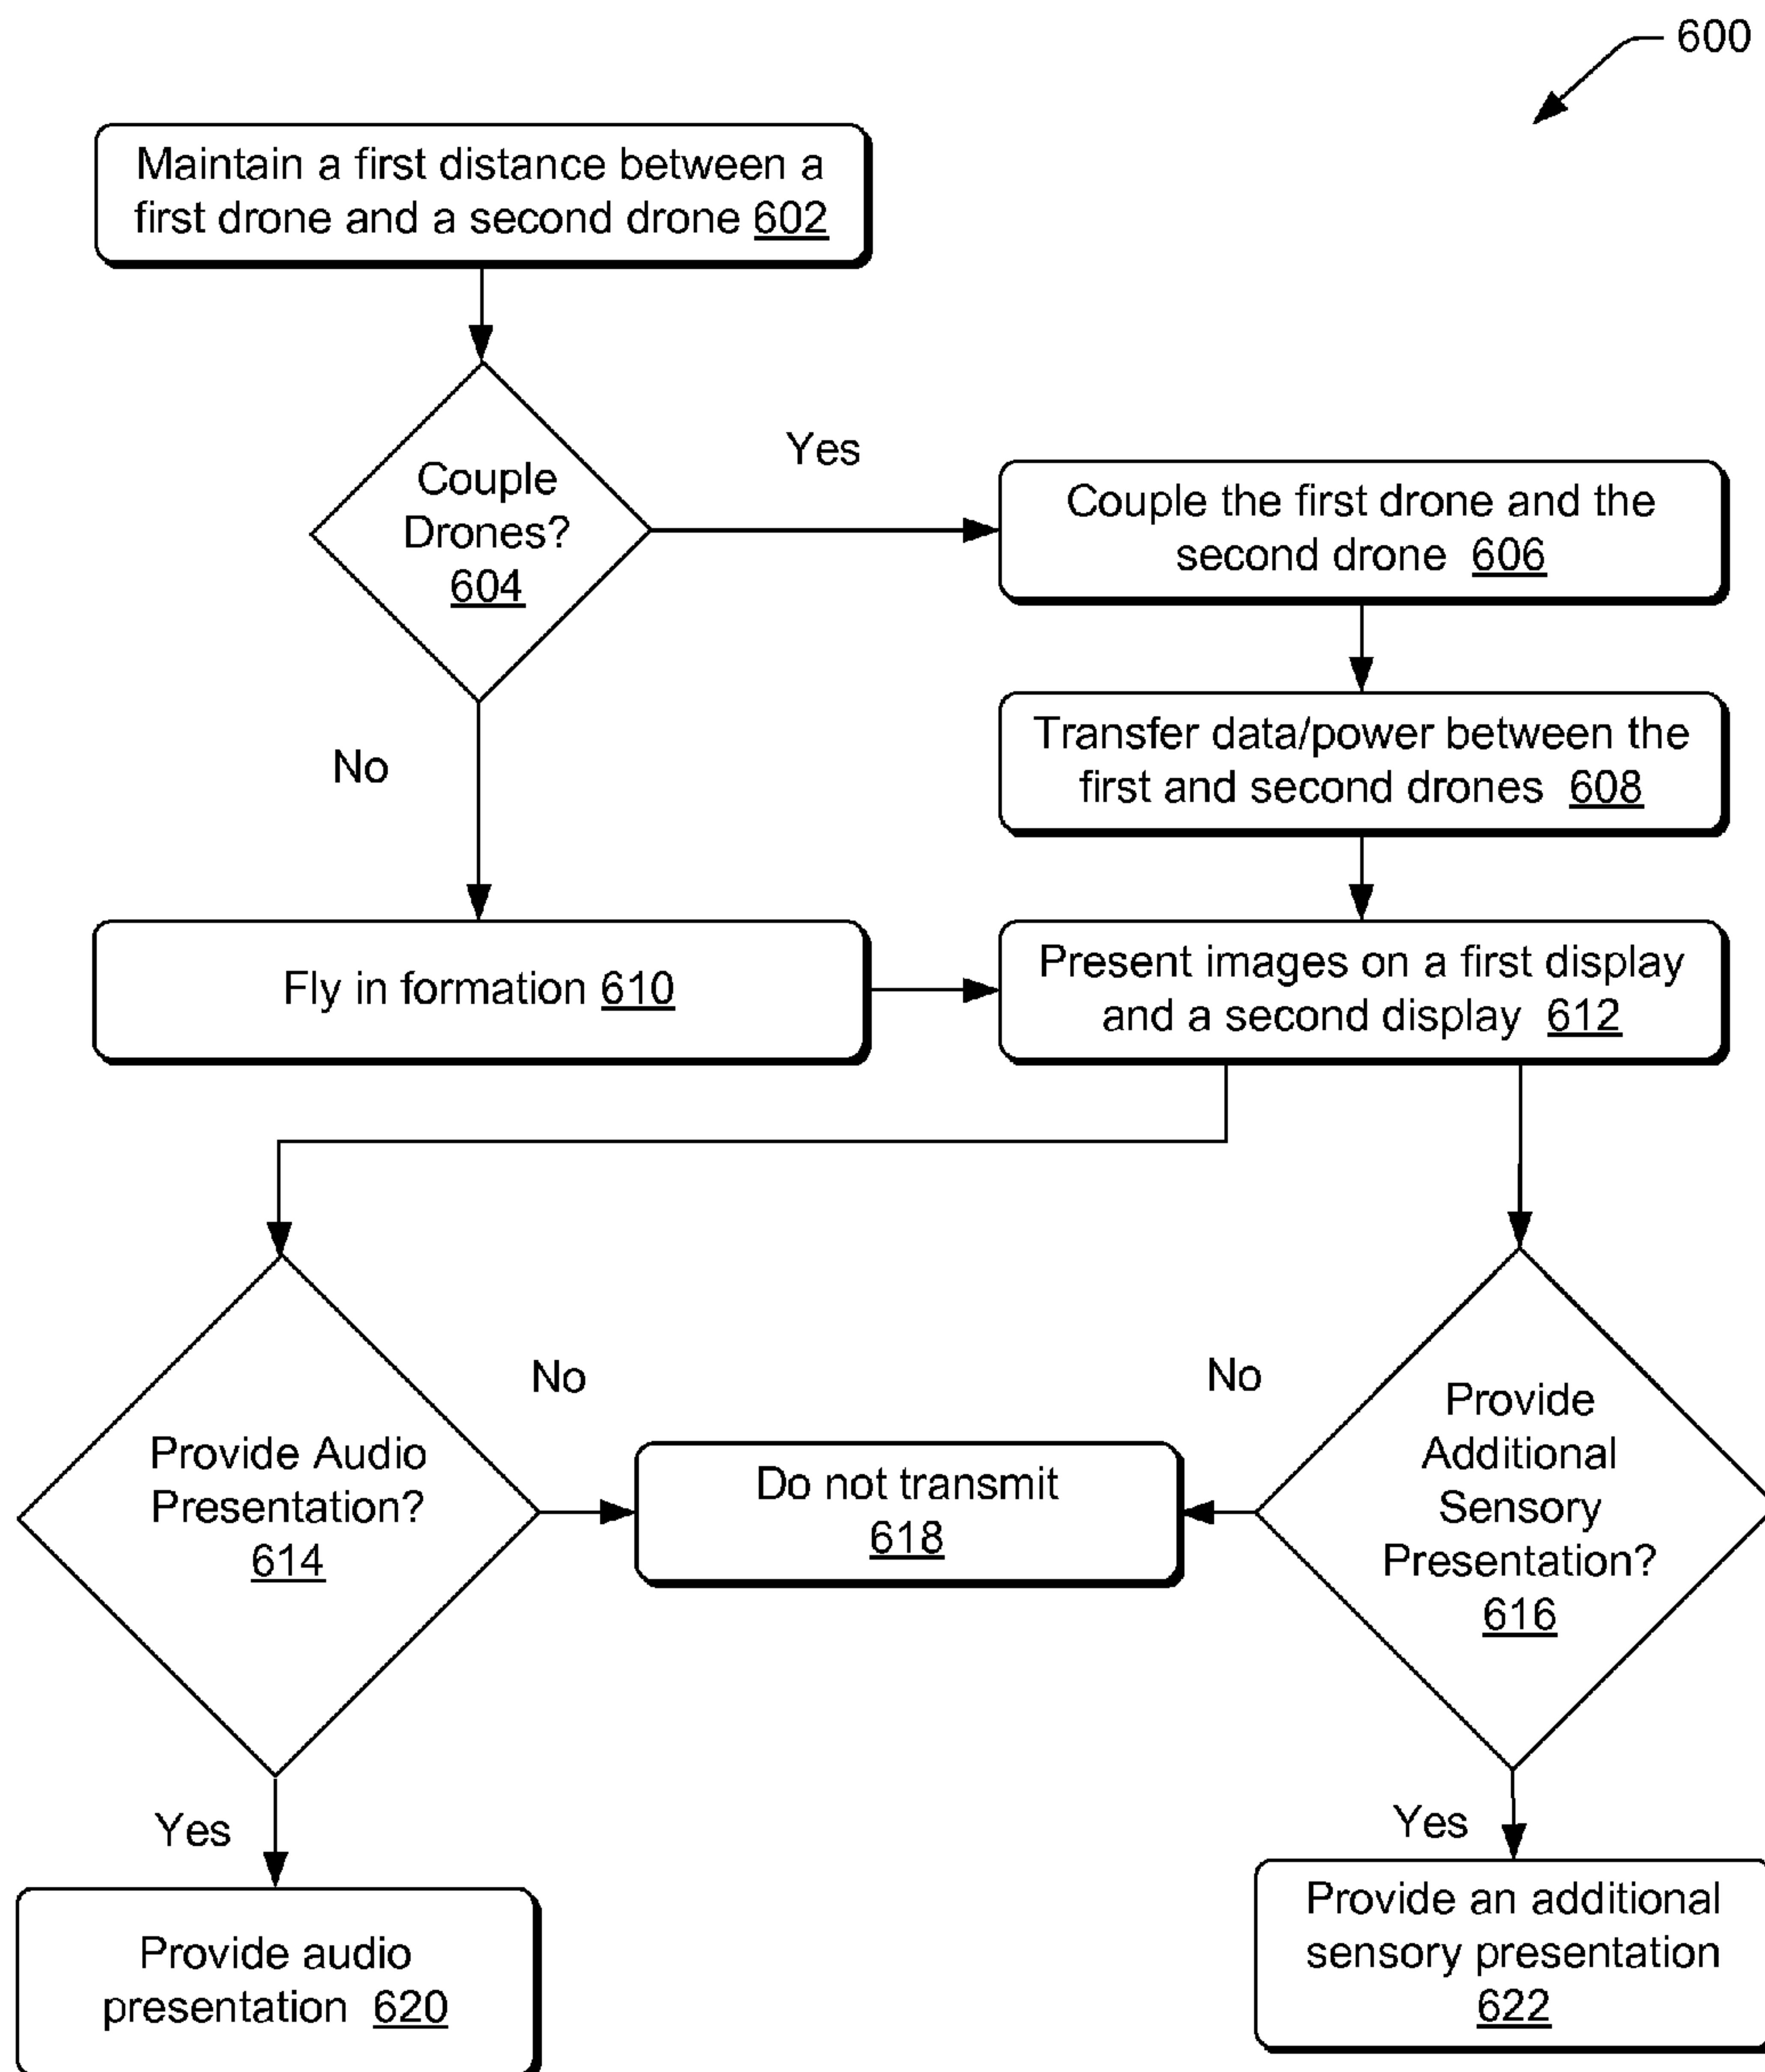 600
Maintain a first distance between a
first drone and a second drone 602
Couple
Drones?
604
Yes
Couple the first drone and the
second drone 606
Transfer data/power between the
first and second drones 608
No
Fly in formation 610
Present images on a first display
and a second display 612
Provide Audio
Presentation?
614
No
Do not transmit
618
No
Provide
Additional
Sensory
Presentation?
616
Yes
Provide audio
presentation 620
Yes
Provide an additional
sensory presentation
622